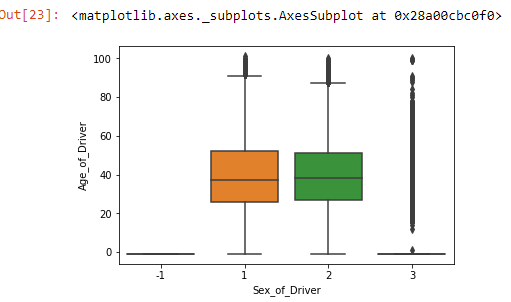 Out[23]: <matplotlib.axes._subplots.AxesSubplot at 0x28a00cbc0f0>
100
80
60
40
20
0
Age_of_Driver
-1 1 2 3
Sex_of_Driver